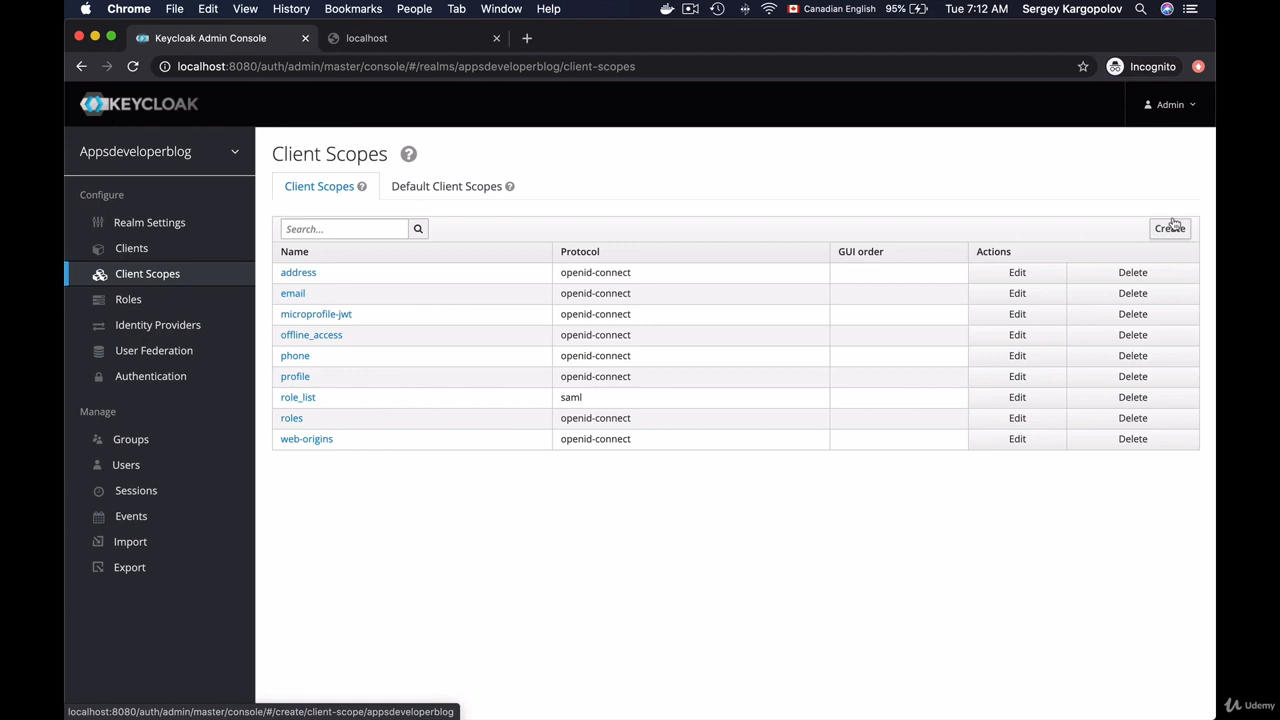 Chrome File Edit View History Bookmarks People Tab Window Help Canadian English 95% Tue 7:12 AM Sergey Kargopolov
Keycloak Admin Console localhost
localhost:8080/auth/admin/master/console/#/realms/appsdeveloperblog/client-scopes Incognito
KEYCLOAK Admin
Appsdeveloperblog
Configure
Realm Settings
Clients
Client Scopes
Roles
Identity Providers
User Federation
Authentication
Manage
Groups
Users
Sessions
Events
Import
Export
Client Scopes
Client Scopes Default Client Scopes
Search... Create
Name Protocol GUI order Actions
address openid-connect Edit Delete
email openid-connect Edit Delete
microprofile-jwt openid-connect Edit Delete
offline_access openid-connect Edit Delete
phone openid-connect Edit Delete
profile openid-connect Edit Delete
role_list saml Edit Delete
roles openid-connect Edit Delete
web-origins openid-connect Edit Delete
localhost:8080/auth/admin/master/console/#/create/client-scope/appsdeveloperblog
Udemy